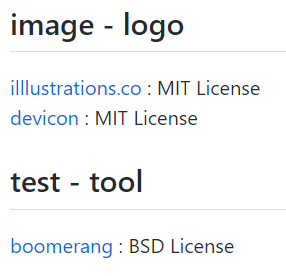 image - logo
illlustrations.co : MIT License
devicon : MIT License
test - tool
boomerang : BSD License